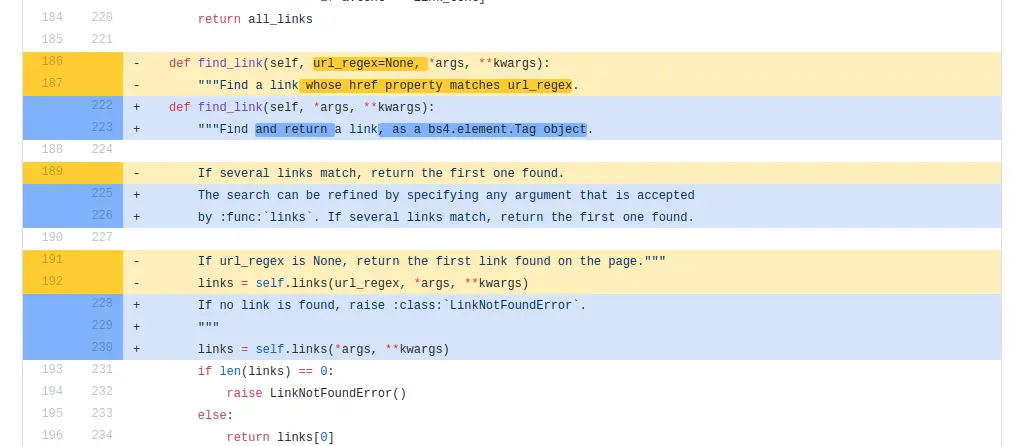 184 220 return all_links
185 221
186 - def find_link(self, url_regex=None, *args, **kwargs):
187 - """Find a link whose href property matches url_regex.
222 + def find_link(self, *args, **kwargs):
223 + """Find and return a link, as a bs4.element.Tag object.
188 224
189 - If several links match, return the first one found.
225 + The search can be refined by specifying any argument that is accepted
226 + by :func:`links`. If several links match, return the first one found.
190 227
191 - If url_regex is None, return the first link found on the page."""
192 - links = self.links(url_regex, *args, **kwargs)
228 + If no link is found, raise :class:`LinkNotFoundError`.
229 + """
230 + links = self.links(*args, **kwargs)
193 231 if len(links) == 0:
194 232 raise LinkNotFoundError()
195 233 else:
196 234 return links[0]